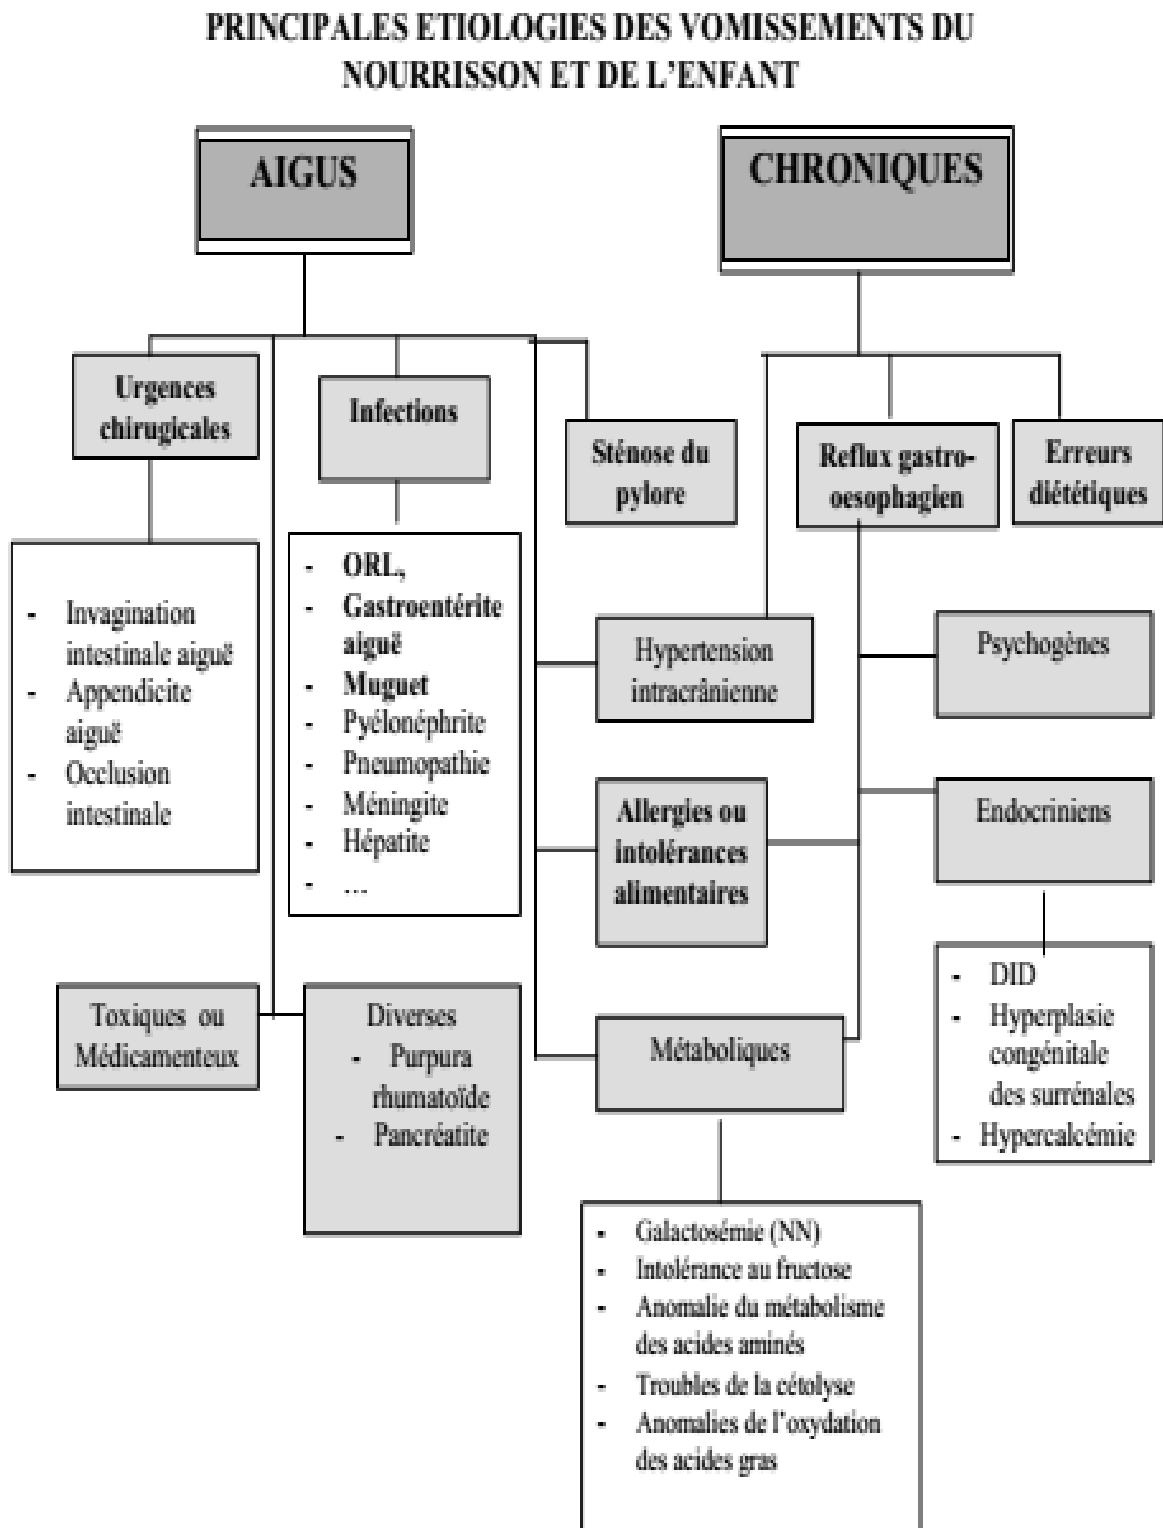 PRINCIPALES ETIOLOGIES DES VOMISSEMENTS DU
NOURRISSON ET DE L'ENFANT
AIGUS
CHRONIQUES
Urgences
chirugicales
Infections
Sténose du
pylore
Reflux gastro-
oesophagien
Erreurs
diététiques
- Invagination
intestinale aiguë
- Appendicite
aiguë
- Occlusion
intestinale
- ORL,
- Gastroentérite
aiguë
- Muguet
- Pyélonéphrite
- Pneumopathie
- Méningite
- Hépatite
- ...
Hypertension
intracrânienne
Psychogènes
Allergies ou
intolérances
alimentaires
Endocriniens
Toxiques ou
Médicamenteux
Diverses
- Purpura
rhumatoïde
- Pancréatite
Métaboliques
- DID
- Hyperplasie
congénitale
des surrénales
- Hypercalcémie
- Galactosémie (NN)
- Intolérance au fructose
- Anomalie du métabolisme
des acides aminés
- Troubles de la cétolyse
- Anomalies de l'oxydation
des acides gras